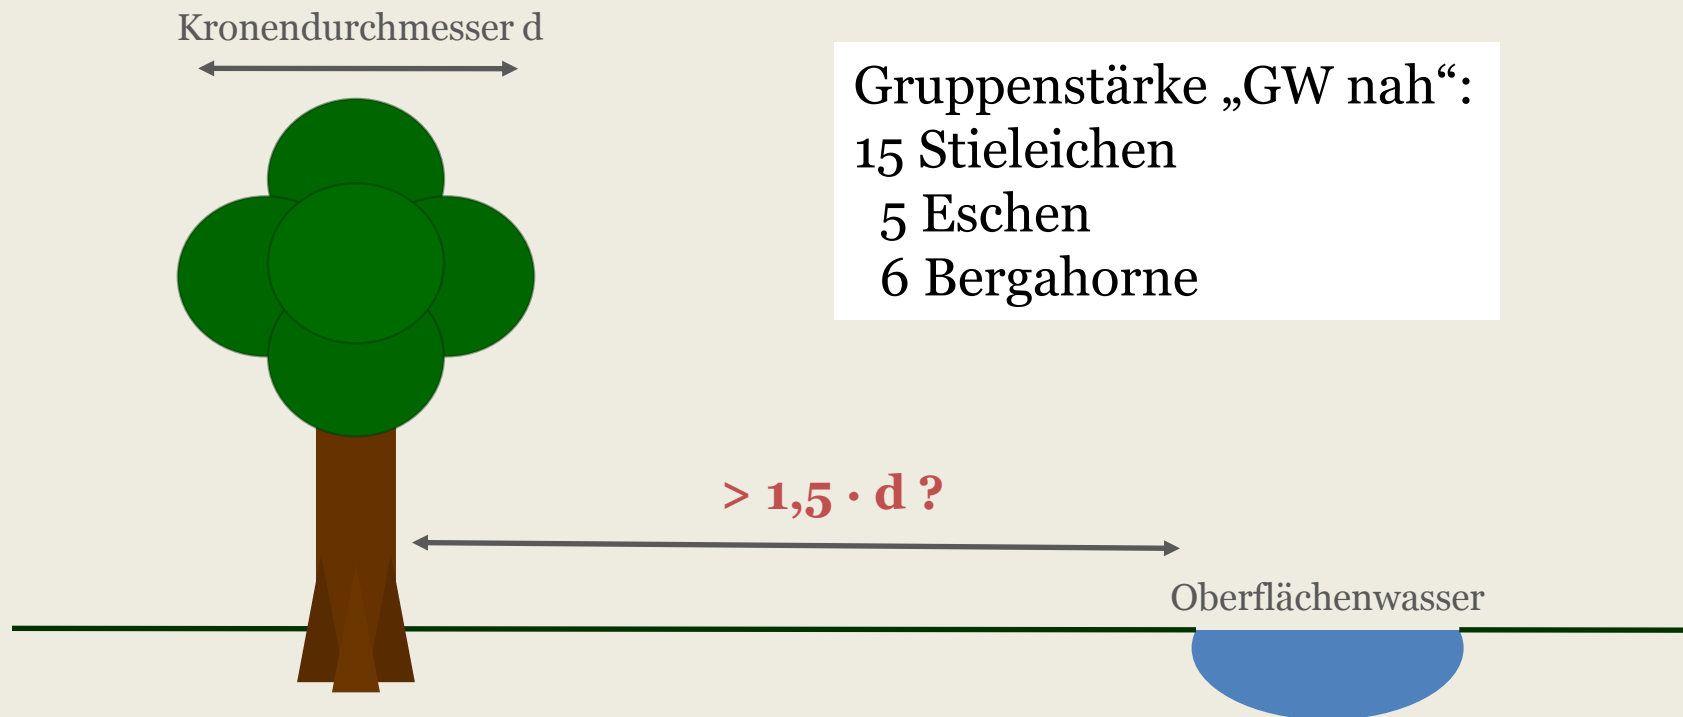 Kronendurchmesser d
Gruppenstärke „GW nah“:
15 Stieleichen
5 Eschen
6 Bergahorne
> 1,5 · d ?
Oberflächenwasser